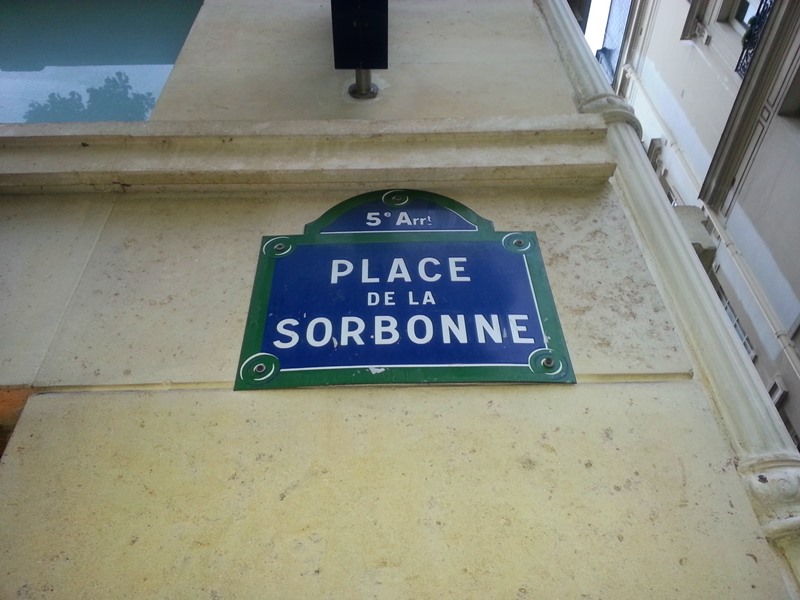 5e Arrt
PLACE
DE LA
SORBONNE